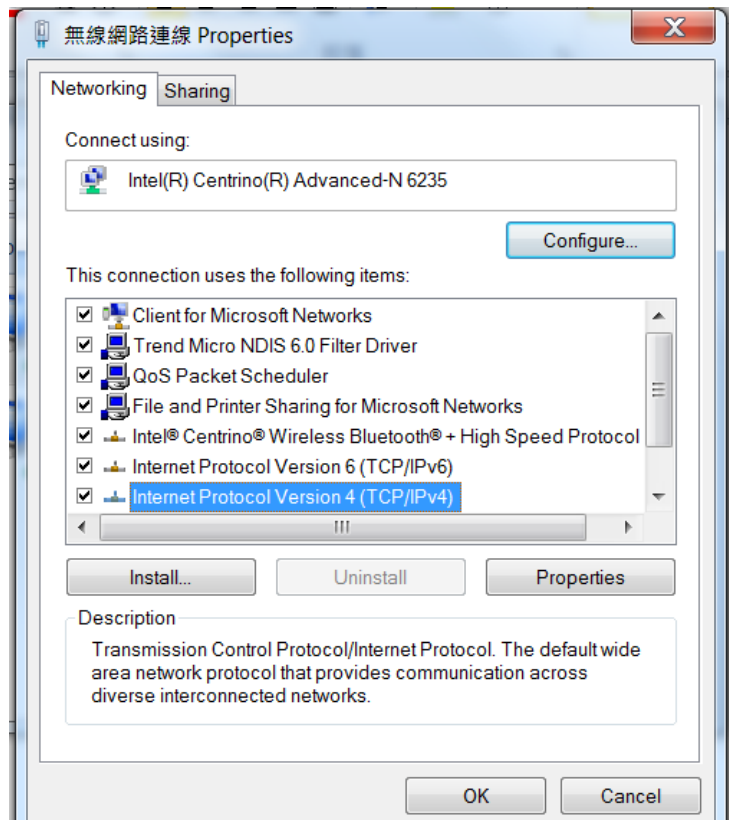 無線網路連線 Properties
Networking
Sharing
Connect using:
Intel(R) Centrino(R) Advanced-N 6235
Configure...
This connection uses the following items:
Client for Microsoft Networks
Trend Micro NDIS 6.0 Filter Driver
QoS Packet Scheduler
File and Printer Sharing for Microsoft Networks
Intel® Centrino® Wireless Bluetooth® + High Speed Protocol
Internet Protocol Version 6 (TCP/IPv6)
Internet Protocol Version 4 (TCP/IPv4)
Install...
Uninstall
Properties
Description
Transmission Control Protocol/Internet Protocol. The default wide
area network protocol that provides communication across
diverse interconnected networks.
OK
Cancel